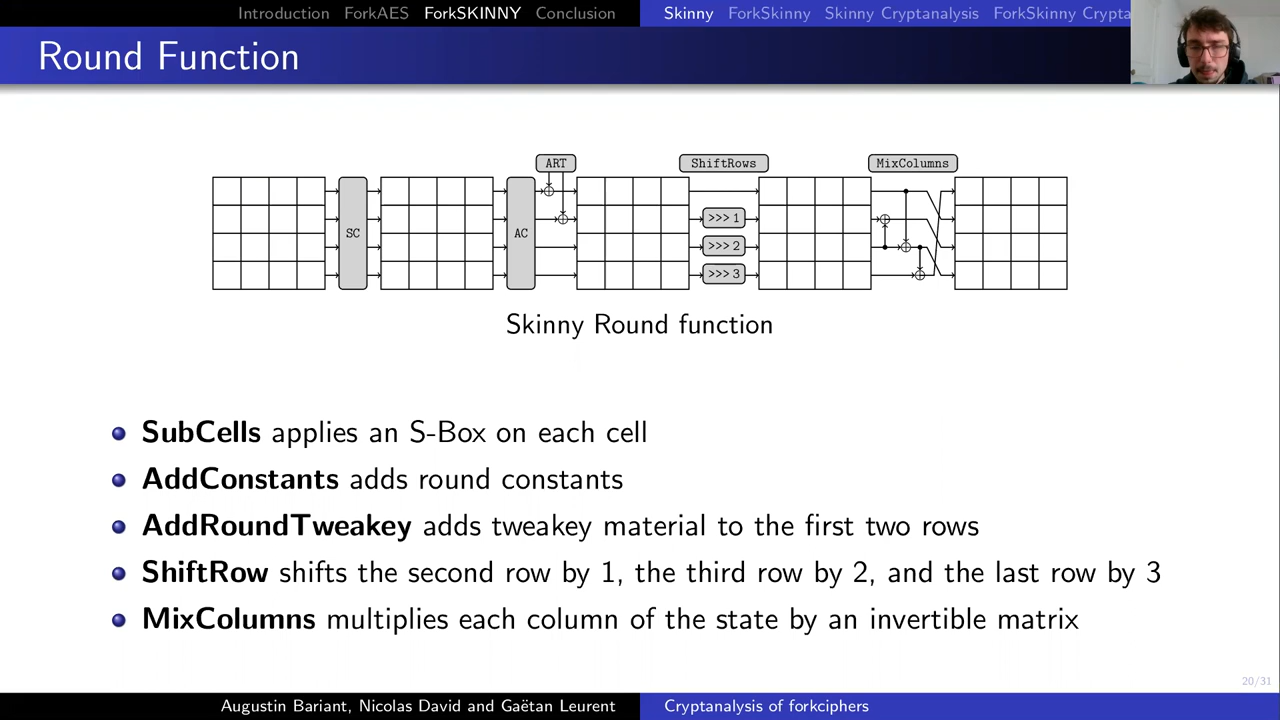 Introduction ForkAES ForkSKINNY Conclusion Skinny ForkSkinny Skinny Cryptanalysis ForkSkinny Crypta
Round Function
ART ShiftRows MixColumns
SC AC
>>> 1
>>> 2
>>> 3
Skinny Round function
SubCells applies an S-Box on each cell
AddConstants adds round constants
AddRoundTweakey adds tweakey material to the first two rows
ShiftRow shifts the second row by 1, the third row by 2, and the last row by 3
MixColumns multiplies each column of the state by an invertible matrix
20/31
Augustin Bariant, Nicolas David and Gaëtan Leurent Cryptanalysis of forkciphers